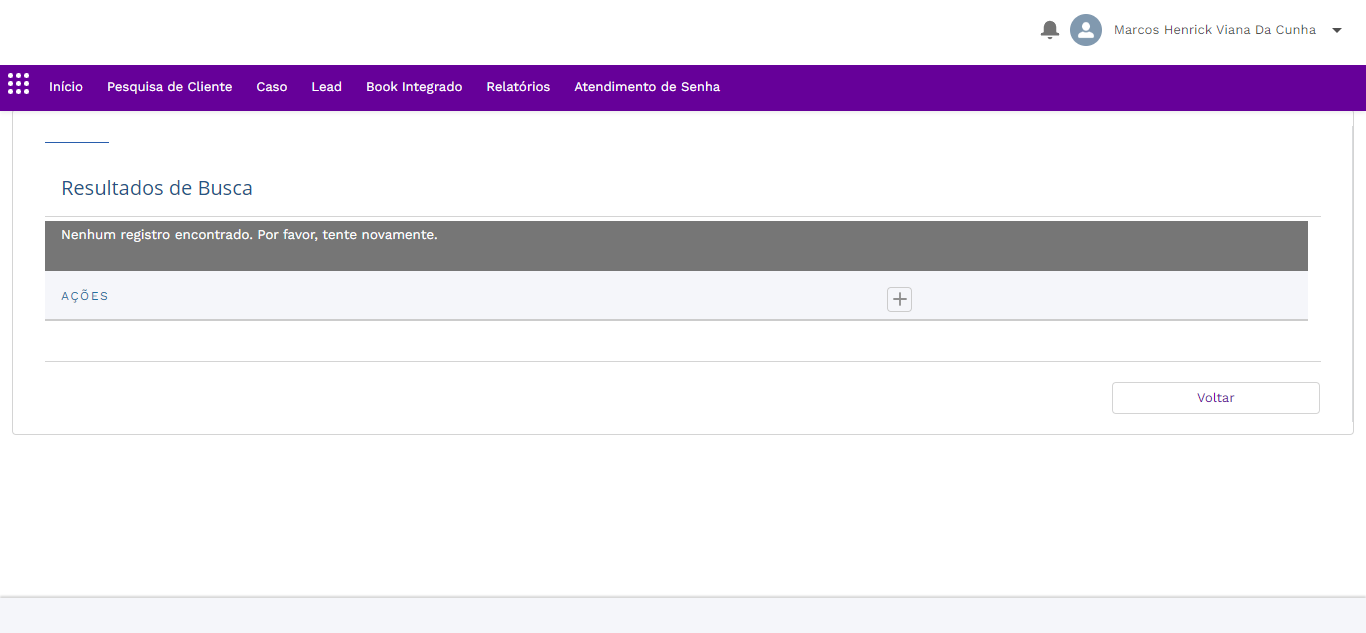 Marcos Henrick Viana Da Cunha
Início Pesquisa de Cliente Caso Lead Book Integrado Relatórios Atendimento de Senha
Resultados de Busca
Nenhum registro encontrado. Por favor, tente novamente.
AÇÕES
Voltar